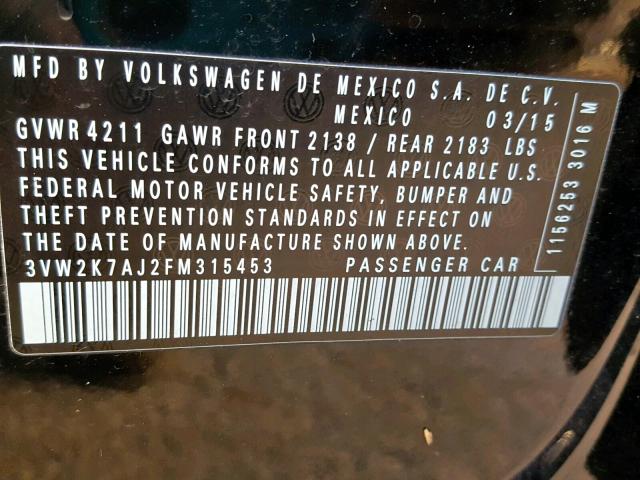 MFD BY VOLKSWAGEN DE MEXICO S.A. DE C.V.
MEXICO 03/15
GVWR 4211 GAWR FRONT 2138 / REAR 2183 LBS
THIS VEHICLE CONFORMS TO ALL APPLICABLE U.S.
FEDERAL MOTOR VEHICLE SAFETY, BUMPER AND
THEFT PREVENTION STANDARDS IN EFFECT ON
THE DATE OF MANUFACTURE SHOWN ABOVE.
3VW2K7AJ2FM315453 PASSENGER CAR
1156253 3016 M